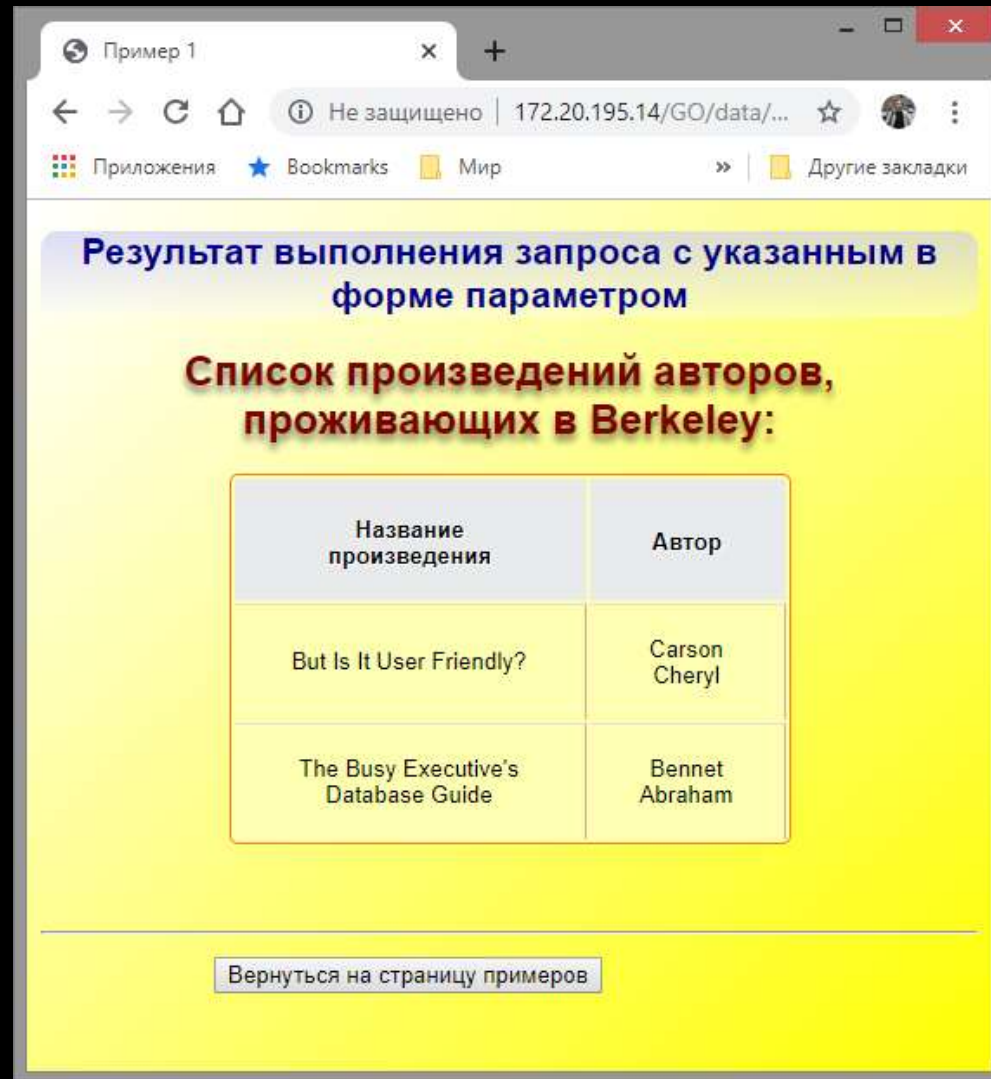 Пример 1
Не защищено | 172.20.195.14/GO/data/...
Приложения Bookmarks Мир » Другие закладки
Результат выполнения запроса с указанным в
форме параметром
Список произведений авторов,
проживающих в Berkeley:
Название
произведения
Автор
But Is It User Friendly?
Carson
Cheryl
The Busy Executive's
Database Guide
Bennet
Abraham
Вернуться на страницу примеров